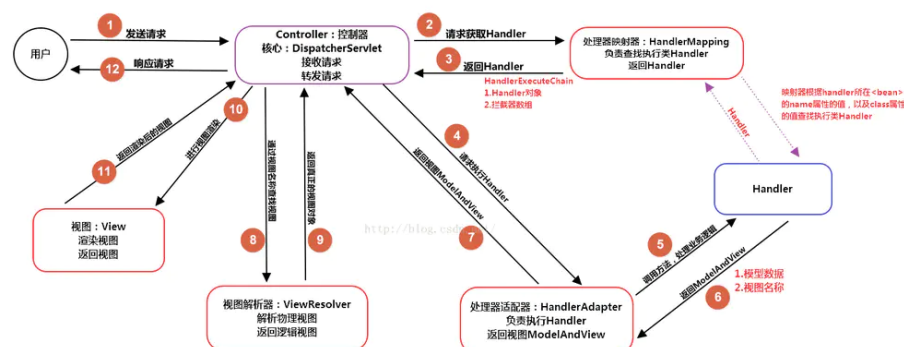 1
发送请求
用户
12
响应请求
Controller：控制器
核心：DispatcherServlet
接收请求
转发请求
2
请求获取Handler
3
返回Handler
HandlerExecuteChain
1.Handler对象
2.拦截器数组
处理器映射器：HandlerMapping
负责查找执行类Handler
返回Handler
Handler
映射器根据handler所在<bean>
的name属性的值，以及class属性
的值查找执行类Handler
10
进行视图渲染
11
返回渲染后的视图
视图：View
渲染视图
返回视图
通过视图名称查找视图
8
返回真正的视图对象
9
视图解析器：ViewResolver
解析物理视图
返回逻辑视图
4
请求执行Handler
返回视图ModelAndView
7
处理器适配器：HandlerAdapter
负责执行Handler
返回视图ModelAndView
5
调用方法，处理业务逻辑
Handler
返回ModelAndView
6
1.模型数据
2.视图名称